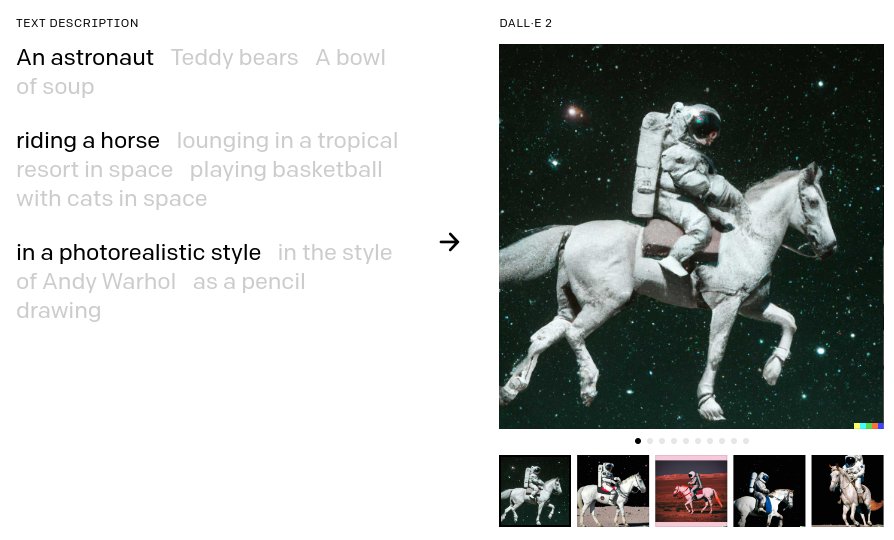 TEXT DESCRIPTION
An astronaut Teddy bears A bowl
of soup
riding a horse lounging in a tropical
resort in space playing basketball
with cats in space
in a photorealistic style in the style
of Andy Warhol as a pencil
drawing
DALL·E 2